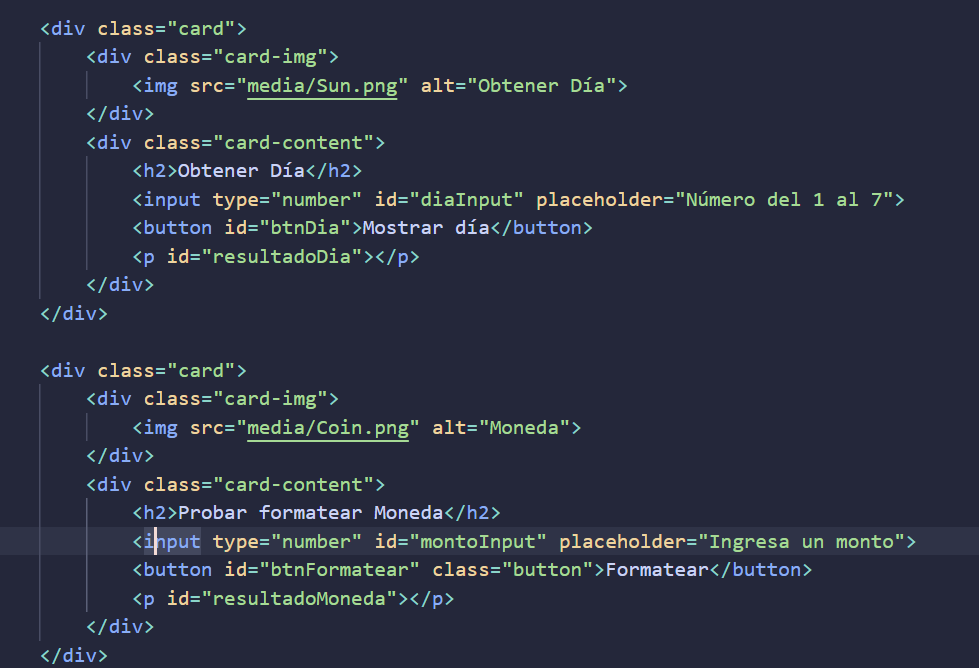 <div class="card">
    <div class="card-img">
        <img src="media/Sun.png" alt="Obtener Día">
    </div>
    <div class="card-content">
        <h2>Obtener Día</h2>
        <input type="number" id="diaInput" placeholder="Número del 1 al 7">
        <button id="btnDia">Mostrar día</button>
        <p id="resultadoDia"></p>
    </div>
</div>

<div class="card">
    <div class="card-img">
        <img src="media/Coin.png" alt="Moneda">
    </div>
    <div class="card-content">
        <h2>Probar formatear Moneda</h2>
        <input type="number" id="montoInput" placeholder="Ingresa un monto">
        <button id="btnFormatear" class="button">Formatear</button>
        <p id="resultadoMoneda"></p>
    </div>
</div>